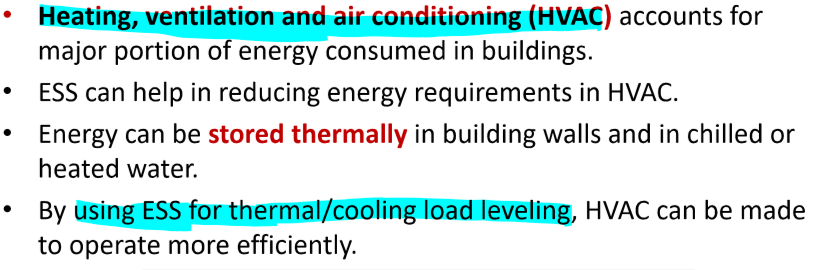 • Heating, ventilation and air conditioning (HVAC) accounts for
major portion of energy consumed in buildings.
• ESS can help in reducing energy requirements in HVAC.
• Energy can be stored thermally in building walls and in chilled or
heated water.
• By using ESS for thermal/cooling load leveling, HVAC can be made
to operate more efficiently.